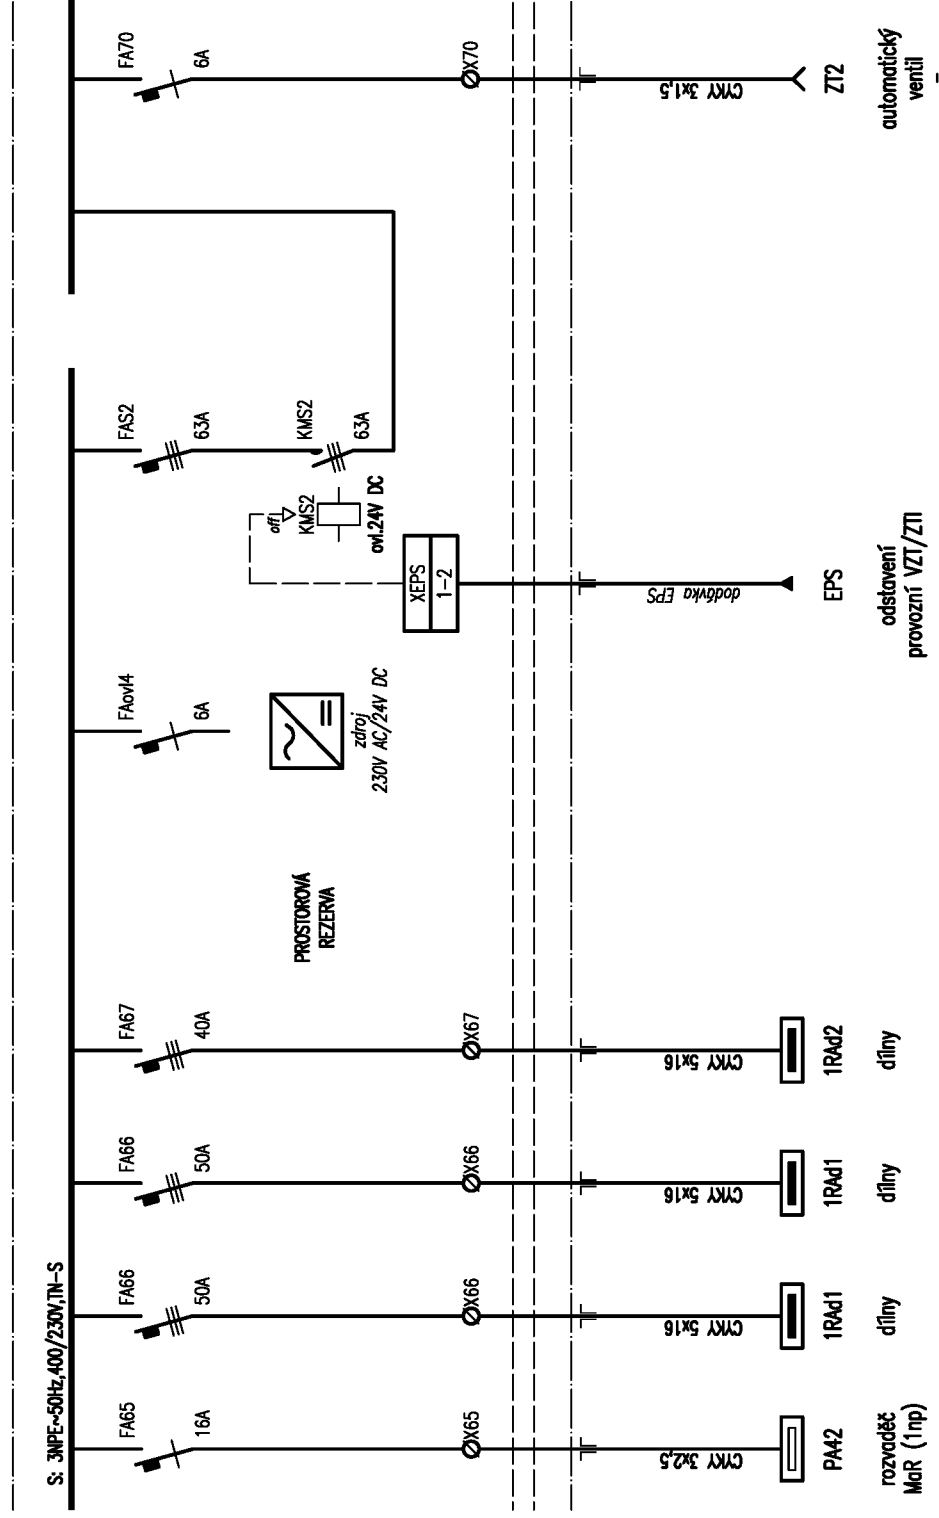 S: 3NPE~50Hz,400/230V,TN-S
FA65
16A
X65
CYKY 3x2,5
PA42
rozvaděč
MaR (1np)
FA66
50A
X66
CYKY 5x16
1RAd1
dílny
FA66
50A
X66
CYKY 5x16
1RAd1
dílny
FA67
40A
X67
CYKY 5x16
1RAd2
dílny
PROSTOROVÁ
REZERVA
FAovl4
6A
zdroj
230V AC/24V DC
XEPS
1-2
dodávka EPS
EPS
odstavení
provozní VZT/ZTI
off
KMS2
ovl.24V DC
FAS2
63A
KMS2
63A
FA70
6A
X70
CYKY 3x1,5
ZT2
automatický
ventil
–